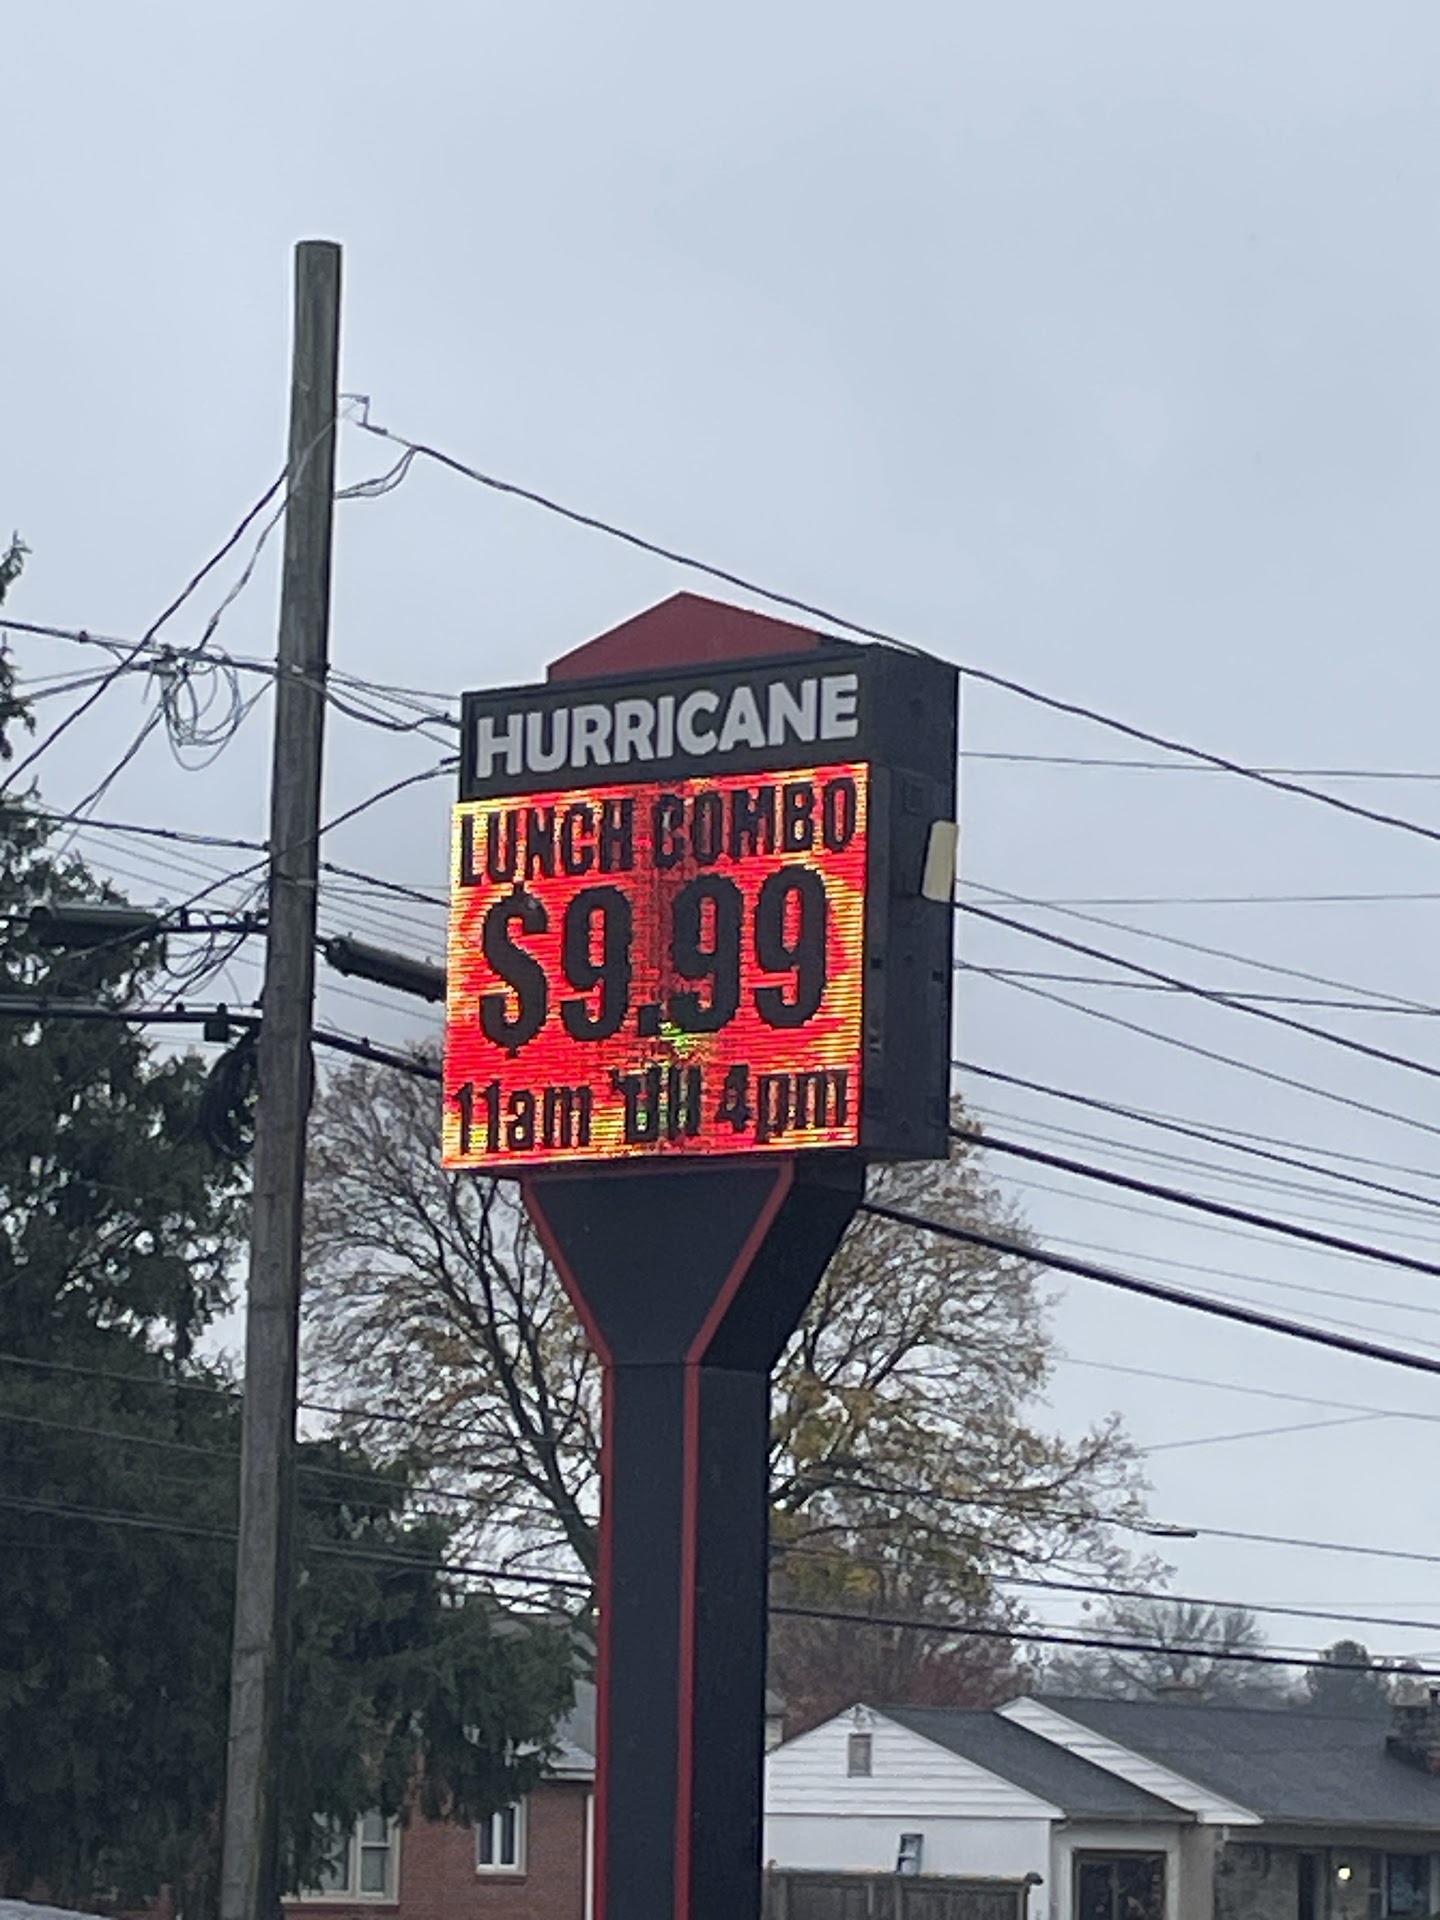 HURRICANE
LUNCH COMBO
$9.99
11am 'till 4pm